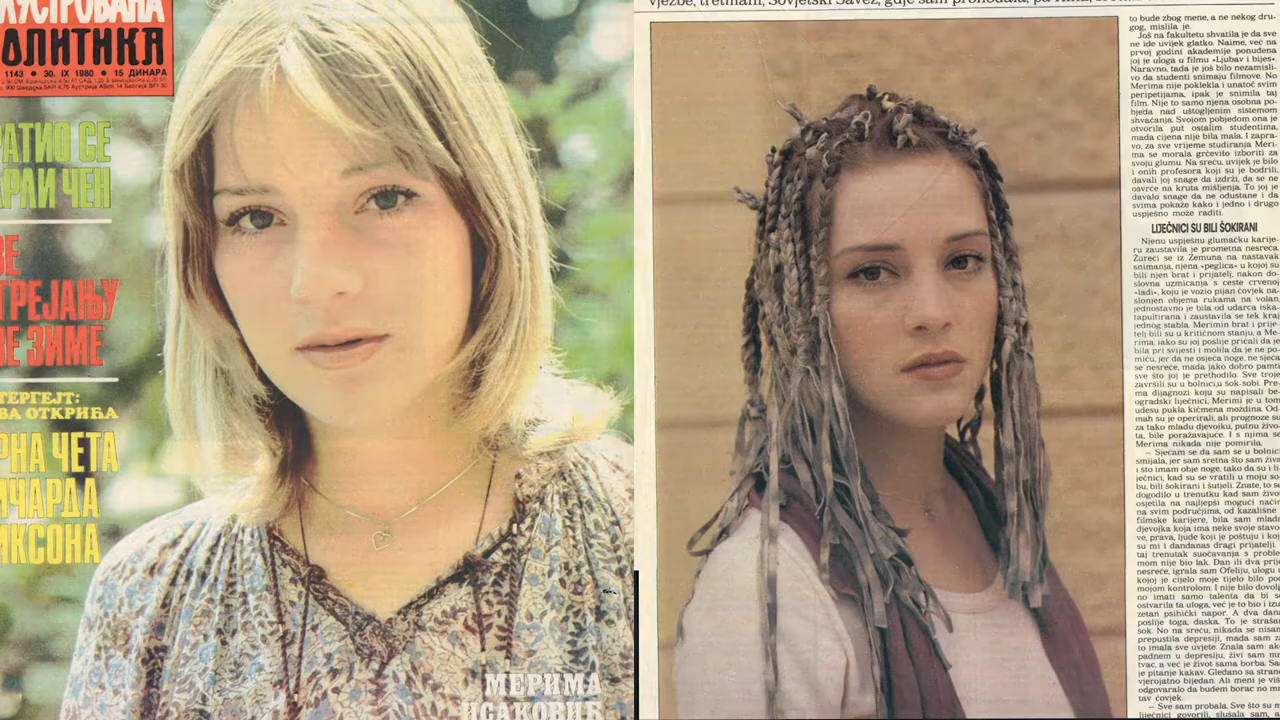 УСТРОВАНА
ОЛИТИКА
1143 • 30. IX 1980 • 15 ДИНАРА
АТИО СЕ
АРЛИ ЧЕН
ВЕ
ГРЕЈАЊУ
ВЕ ЗИМЕ
ТЕРГЕЈТ:
ВА ОТКРИЋА
РНА ЧЕТА
ИЧАРДА
ИКСОНА
МЕРИМА
ИСАКОВИЋ
vježbe, tretmani, Sovjetski Savez, gdje sam prohodala, pa Kina,
to bude zbog mene, a ne nekog dru-
gog, mislila je.
Još na fakultetu shvatila je da sve
ne ide uvijek glatko. Naime, već na
prvoj godini akademije ponuđena
joj je uloga u filmu »Ljubav i bijes«.
Naravno, tada je još bilo nezamisli-
vo da studenti snimaju filmove. No
Merima nije poklekla i unatoč svim
peripetijama, ipak je snimila taj
film. Nije to samo njena osobna po-
bjeda nad uštogljenim sistemom
shvaćanja. Svojom pobjedom ona je
otvorila put ostalim studentima,
mada cijena nije bila mala. I zapra-
vo, za sve vrijeme studiranja Meri-
ma se morala grčevito izboriti za
svoju glumu. Na sreću, uvijek je bilo
i onih profesora koji su je bodrili,
davali joj snage da izdrži, da se ne
osvrće na kruta mišljenja. To joj je
davalo snage da ne odustane i da
svima pokaže kako i jedno i drugo
uspješno može raditi.
LIJEČNICI SU BILI ŠOKIRANI
Njenu uspješnu glumačku karije-
ru zaustavila je prometna nesreća.
Žureći se iz Zemuna na nastavak
snimanja, njena »peglica« u kojoj su
bili njen brat i prijatelj, nakon do-
slovna uzmicanja s ceste crvenoj
»ladi«, koju je vozio pijan čovjek na-
slonjen objema rukama na volan,
jednostavno je bila od udarca iska-
tapultirana i zaustavila se tek kraj
jednog stabla. Merimin brat i prija-
telj bili su u kritičnom stanju, a Me-
rima, iako su joj poslije pričali da je
bila pri svijesti i molila da je ne po-
miču, jer da ne osjeća noge, ne sjeća
se nesreće, mada jako dobro pamti
sve što joj je prethodilo. Sve troje
završili su u bolnici u šok-sobi. Pre-
ma dijagnozi koju su napisali be-
ogradski liječnici, Merimi je u tom
udesu pukla kičmena moždina. Od-
mah su je operirali, ali prognoze su
za tako mladu djevojku, putnu živo-
ta, bile poražavajuće. I s njima se
Merima nikada nije pomirila.
– Sjećam se da sam se u bolnici
smijala, jer sam sretna što sam živa
i što imam obje noge, tako da su i li-
ječnici, kad su se vratili u moju so-
bu, bili šokirani i šutjeli. Znate, to se
dogodilo u trenutku kad sam život
osjetila na najljepši mogući način
na svim područjima, od kazališne i
filmske karijere, bila sam mlada
djevojka koja ima neke svoje stavo-
ve, prava, ljude koji je poštuju i koji
su mi i dandanas dragi prijatelji.
taj trenutak suočavanja s proble-
mom nije bio lak. Dan ili dva prije
nesreće, igrala sam Ofeliju, ulogu u
kojoj je cijelo moje tijelo bilo pod
mojom kontrolom. I nije bilo dovolj-
no imati samo talenta da bi se
ostvarila ta uloga, već je to bio i izu-
zetan psihički napor. A dva dana
poslije toga, daska. To je strašan
šok. No na sreću, nikada se nisam
prepustila depresiji, mada sam za
to imala sve uvjete. Znala sam: ako
padnem u depresiju, živi sam mr-
tvac, a već je život sama borba. Sa
je pitanje kakav. Gledano sa strane
vjerojatno bijedan. Ali meni je više
odgovaralo da budem borac no mr-
tav čovjek.
– Sve sam probala. Sve što su mi
liječnici govorili, slušala sam, a